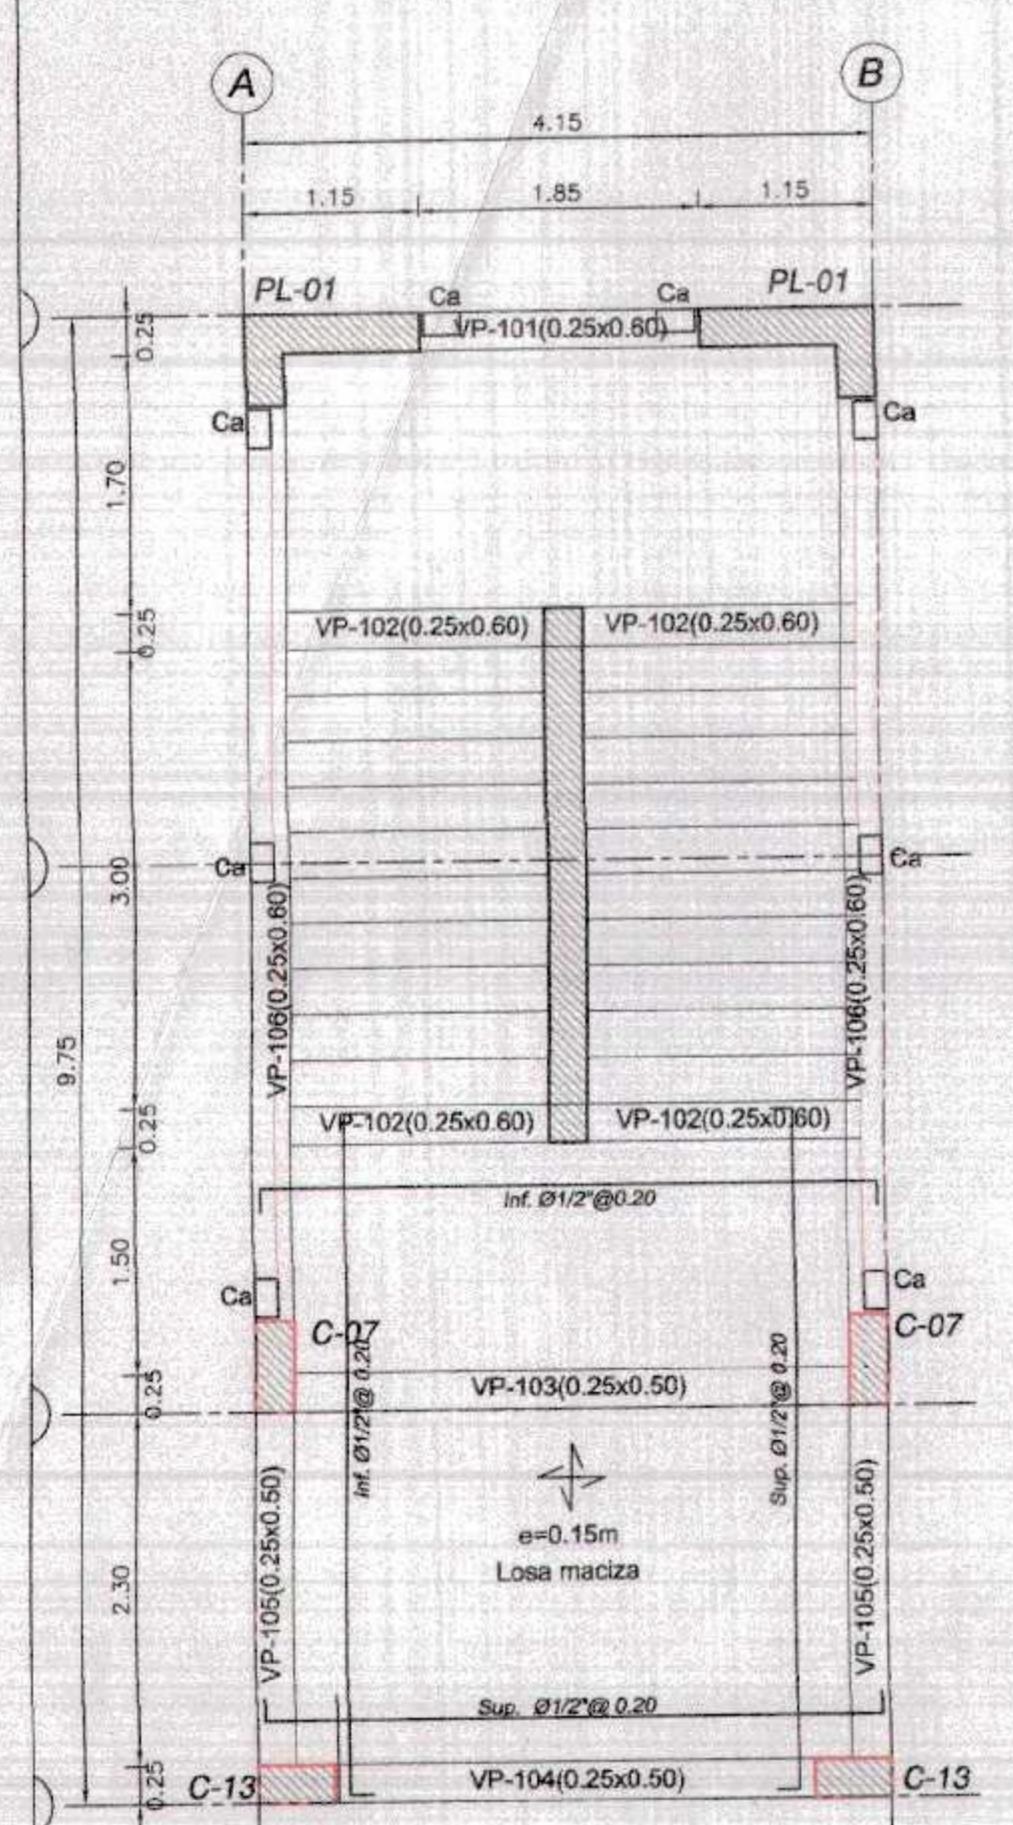 A
B
4.15
1.15
1.85
1.15
PL-01
PL-01
Ca
Ca
VP-101(0.25x0.60)
0.25
Ca
Ca
1.70
0.25
VP-102(0.25x0.60)
VP-102(0.25x0.60)
Ca
Ca
3.00
VP-106(0.25x0.60)
VP-106(0.25x0.60)
9.75
0.25
VP-102(0.25x0.60)
VP-102(0.25x0.60)
Inf. Ø1/2"@0.20
1.50
Ca
Ca
C-07
C-07
0.25
VP-103(0.25x0.50)
Inf. Ø1/2"@ 0.20
Sup. Ø1/2"@ 0.20
e=0.15m
Losa maciza
VP-105(0.25x0.50)
VP-105(0.25x0.50)
2.30
Sup. Ø1/2"@ 0.20
0.25
C-13
VP-104(0.25x0.50)
C-13